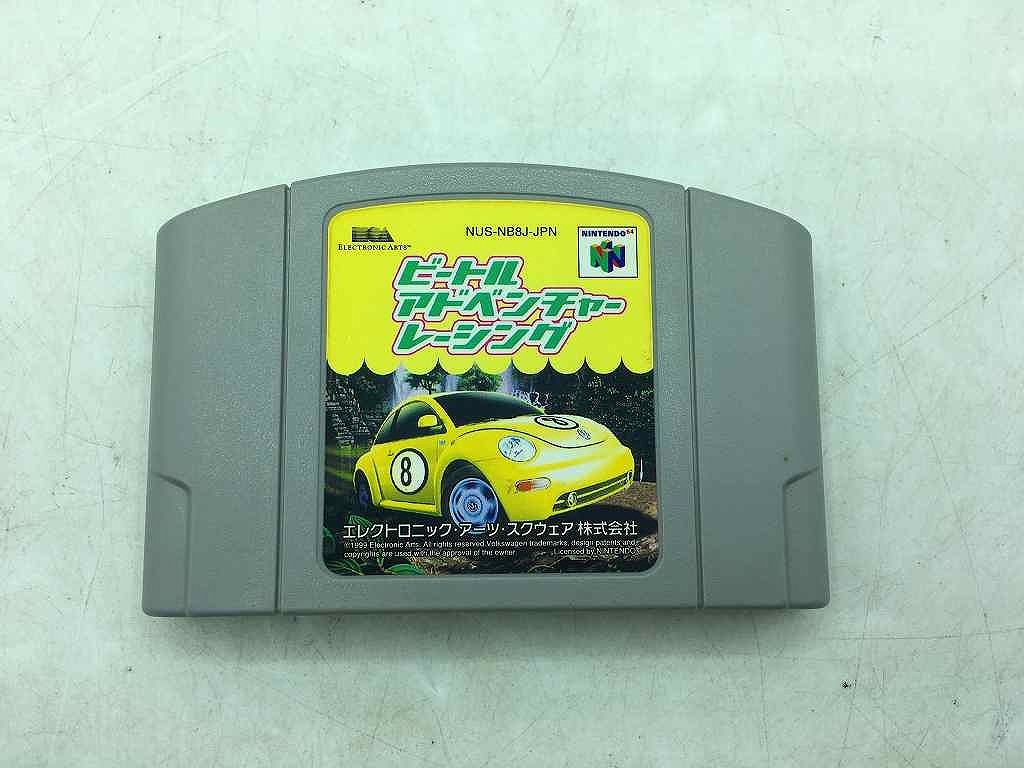 EA
ELECTRONIC ARTS™
NUS-NB8J-JPN
NINTENDO64
ビートル
アドベンチャー
レーシング
8
8
エレクトロニック・アーツ・スクウェア 株式会社
©1999 Electronic Arts. All rights reserved.Volkswagen trademarks, design patents and
copyrights are used with the approval of the owner. Licensed by NINTENDO